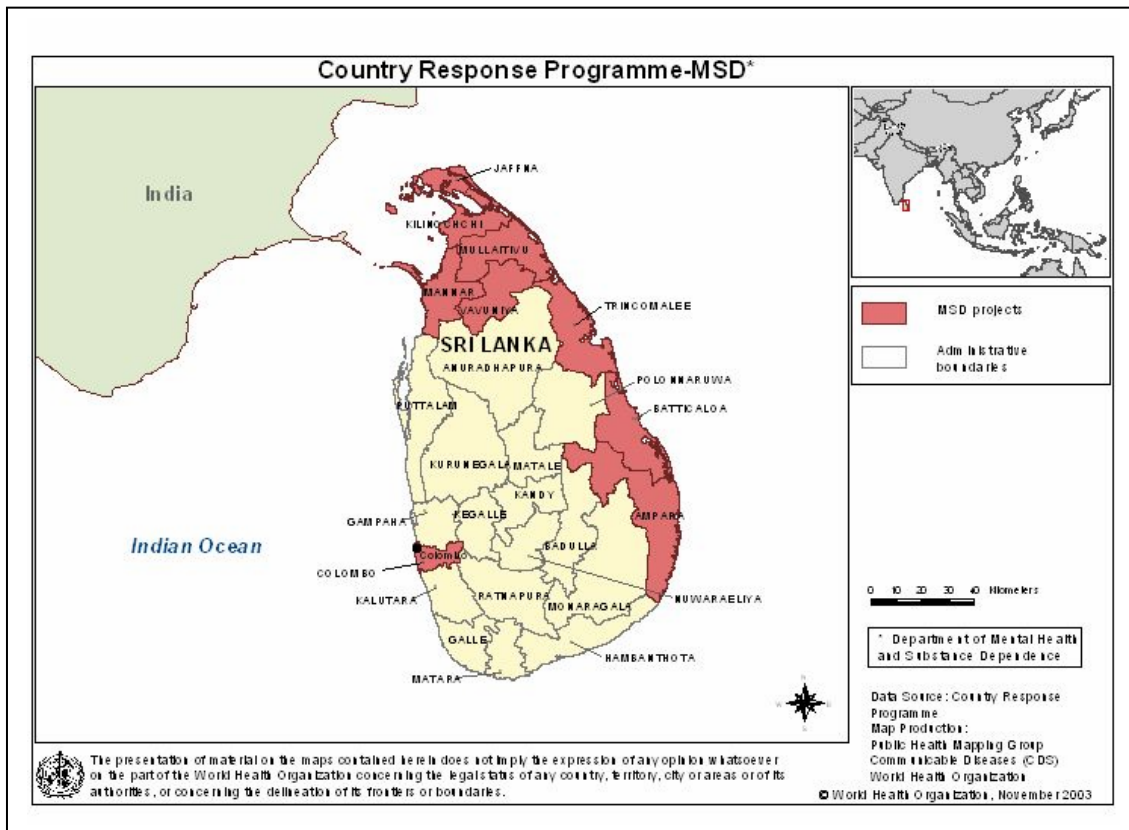 Country Response Programme-MSD*
India
JAFFNA
KILINOCHCHI
MULLAITIVU
MANNAR
VAVUNIYA
TRINCOMALEE
SRI LANKA
ANURADHAPURA
POLONNARUWA
PUTTALAM
BATTICALOA
KURUNEGALA
MATALE
KANDY
GAMPAHA
KEGALLE
AMPARA
Indian Ocean
BADULLA
Colombo
COLOMBO
KALUTARA
RATNAPURA
NUWARAELIYA
MONARAGALA
GALLE
HAMBANTHOTA
MATARA
MSD projects
Administrative
boundaries
0 10 20 30 40 Kilometers
* Department of Mental Health
and Substance Dependence
Data Source: Country Response
Programme
Map Production:
Public Health Mapping Group
Communicable Diseases (CDS)
World Health Organization
© World Health Organization, November 2003
The presentation of material on the maps contained herein does not imply the expression of any opinion whatsoever
on the part of the World Health Organization concerning the legal status of any country, territory, city or areas or of its
authorities, or concerning the delineation of its frontiers or boundaries.